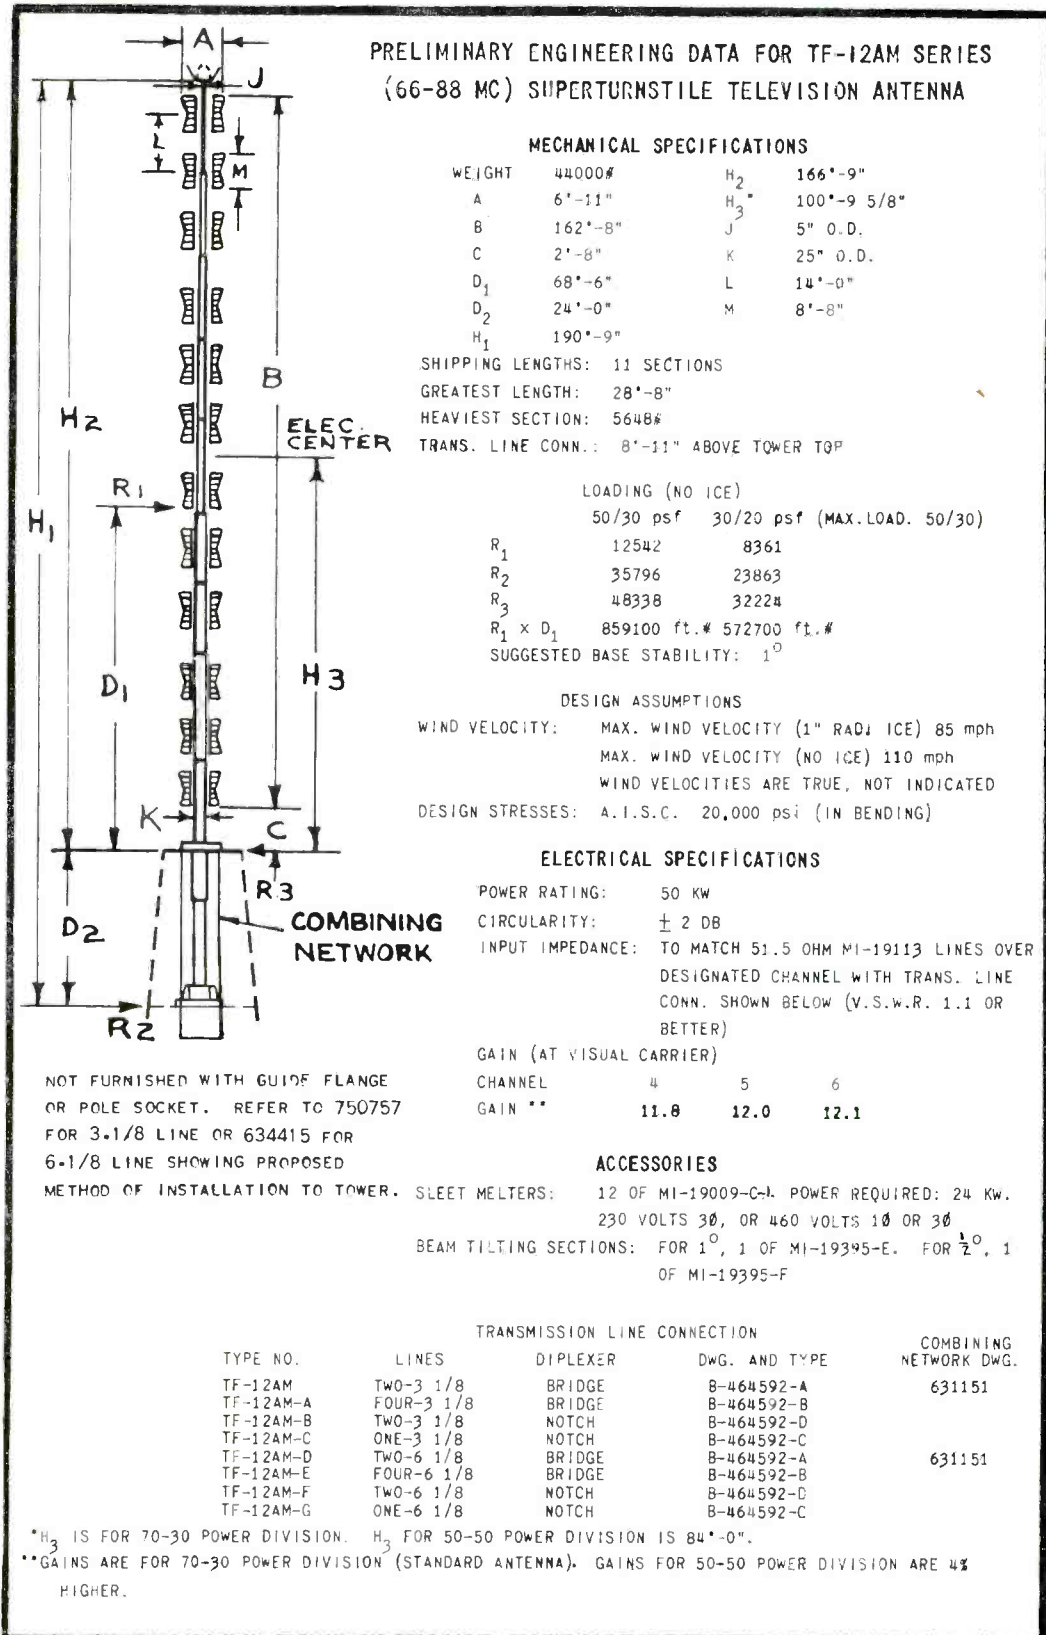 PRELIMINARY ENGINEERING DATA FOR TF-12AM SERIES
(66-88 MC) SUPERTURNSTILE TELEVISION ANTENNA
MECHANICAL SPECIFICATIONS
WEIGHT 44000# H2 166'-9"
A 6'-11" H3* 100'-9 5/8"
B 162'-8" J 5" O.D.
C 2'-8" K 25" O.D.
D1 68'-6" L 14'-0"
D2 24'-0" M 8'-8"
H1 190'-9"
SHIPPING LENGTHS: 11 SECTIONS
GREATEST LENGTH: 28'-8"
HEAVIEST SECTION: 5648#
TRANS. LINE CONN.: 8'-11" ABOVE TOWER TOP
LOADING (NO ICE)
50/30 psf 30/20 psf (MAX.LOAD. 50/30)
R1 12542 8361
R2 35796 23863
R3 48338 32224
R1 x D1 859100 ft.# 572700 ft.#
SUGGESTED BASE STABILITY: 1°
DESIGN ASSUMPTIONS
WIND VELOCITY: MAX. WIND VELOCITY (1" RAD. ICE) 85 mph
MAX. WIND VELOCITY (NO ICE) 110 mph
WIND VELOCITIES ARE TRUE, NOT INDICATED
DESIGN STRESSES: A.I.S.C. 20,000 psi (IN BENDING)
ELECTRICAL SPECIFICATIONS
POWER RATING: 50 KW
CIRCULARITY: ± 2 DB
INPUT IMPEDANCE: TO MATCH 51.5 OHM MI-19113 LINES OVER
DESIGNATED CHANNEL WITH TRANS. LINE
CONN. SHOWN BELOW (V.S.W.R. 1.1 OR
BETTER)
GAIN (AT VISUAL CARRIER)
CHANNEL 4 5 6
GAIN ** 11.8 12.0 12.1
A
J
L
M
B
H2
ELEC.
CENTER
R1
H1
D1
H3
K
C
R3
D2
COMBINING
NETWORK
R2
NOT FURNISHED WITH GUIDE FLANGE
OR POLE SOCKET. REFER TO 750757
FOR 3-1/8 LINE OR 634415 FOR
6-1/8 LINE SHOWING PROPOSED
METHOD OF INSTALLATION TO TOWER.
ACCESSORIES
SLEET MELTERS: 12 OF MI-19009-C-1. POWER REQUIRED: 24 KW.
230 VOLTS 3Ø, OR 460 VOLTS 1Ø OR 3Ø
BEAM TILTING SECTIONS: FOR 1°, 1 OF MI-19395-E. FOR ½°, 1
OF MI-19395-F
TRANSMISSION LINE CONNECTION
TYPE NO. LINES DIPLEXER DWG. AND TYPE COMBINING NETWORK DWG.
TF-12AM TWO-3 1/8 BRIDGE B-464592-A 631151
TF-12AM-A FOUR-3 1/8 BRIDGE B-464592-B
TF-12AM-B TWO-3 1/8 NOTCH B-464592-D
TF-12AM-C ONE-3 1/8 NOTCH B-464592-C
TF-12AM-D TWO-6 1/8 BRIDGE B-464592-A 631151
TF-12AM-E FOUR-6 1/8 BRIDGE B-464592-B
TF-12AM-F TWO-6 1/8 NOTCH B-464592-D
TF-12AM-G ONE-6 1/8 NOTCH B-464592-C
*H3 IS FOR 70-30 POWER DIVISION. H3 FOR 50-50 POWER DIVISION IS 84'-0".
**GAINS ARE FOR 70-30 POWER DIVISION (STANDARD ANTENNA). GAINS FOR 50-50 POWER DIVISION ARE 4%
HIGHER.